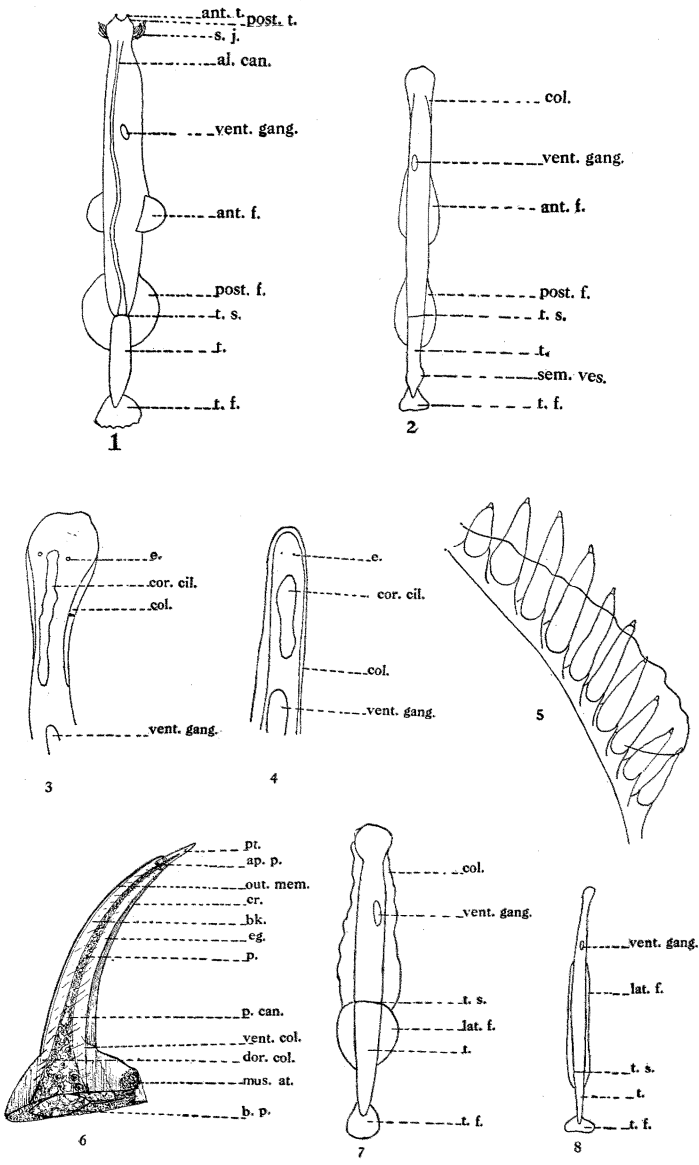 ant. t.
post. t.
s. j.
al. can.
vent. gang.
ant. f.
post. f.
t. s.
t.
t. f.
1
col.
vent. gang.
ant. f.
post. f.
t. s.
t.
sem. ves.
t. f.
2
e.
cor. cil.
col.
vent. gang.
3
e.
cor. cil.
col.
vent. gang.
4
5
pt.
ap. p.
out. mem.
cr.
bk.
eg.
p.
p. can.
vent. col.
dor. col.
mus. at.
b. p.
6
col.
vent. gang.
t. s.
lat. f.
t.
t. f.
7
vent. gang.
lat. f.
t. s.
t.
t. f.
8